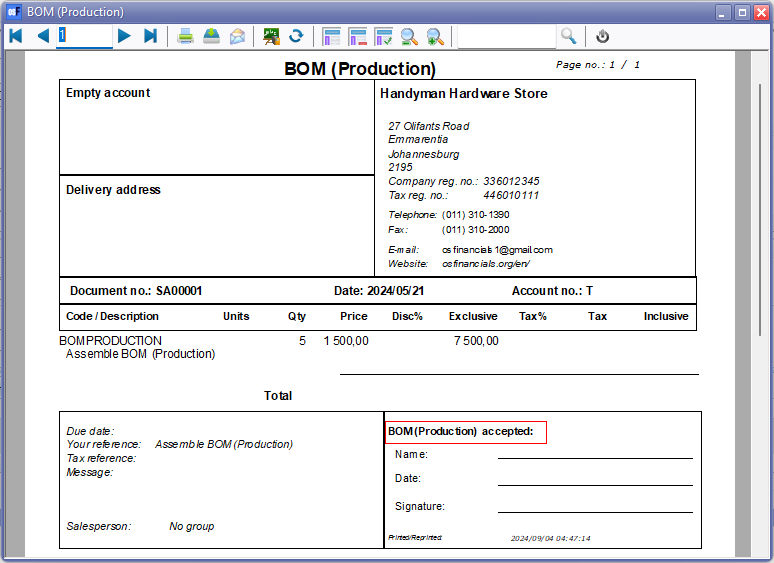 BOM (Production)
1
BOM (Production)
Page no.: 1 / 1
Empty account
Handyman Hardware Store
27 Olifants Road
Emmarentia
Johannesburg
2195
Company reg. no.: 336012345
Delivery address
Tax reg. no.: 446010111
Telephone: (011) 310-1390
Fax: (011) 310-2000
E-mail: csfinancials1@gmail.com
Website: csfinancials.org/en/
Document no.: SA00001 Date: 2024/05/21 Account no.: T
Code / Description Units Qty Price Disc% Exclusive Tax% Tax Inclusive
BOMPRODUCTION 5 1 500,00 7 500,00
Assemble BOM (Production)
Total
Due date:
Your reference: Assemble BOM (Production)
Tax reference:
Message:
Salesperson: No group
BOM (Production) accepted:
Name:
Date:
Signature:
Printed/Reprinted: 2024/09/04 04:47:14